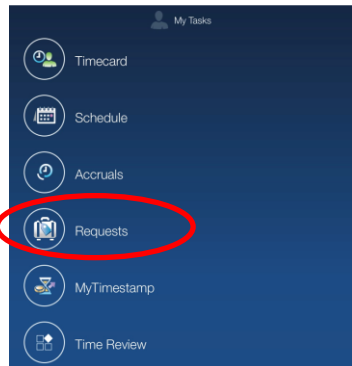 My Tasks
Timecard
Schedule
Accruals
Requests
MyTimestamp
Time Review